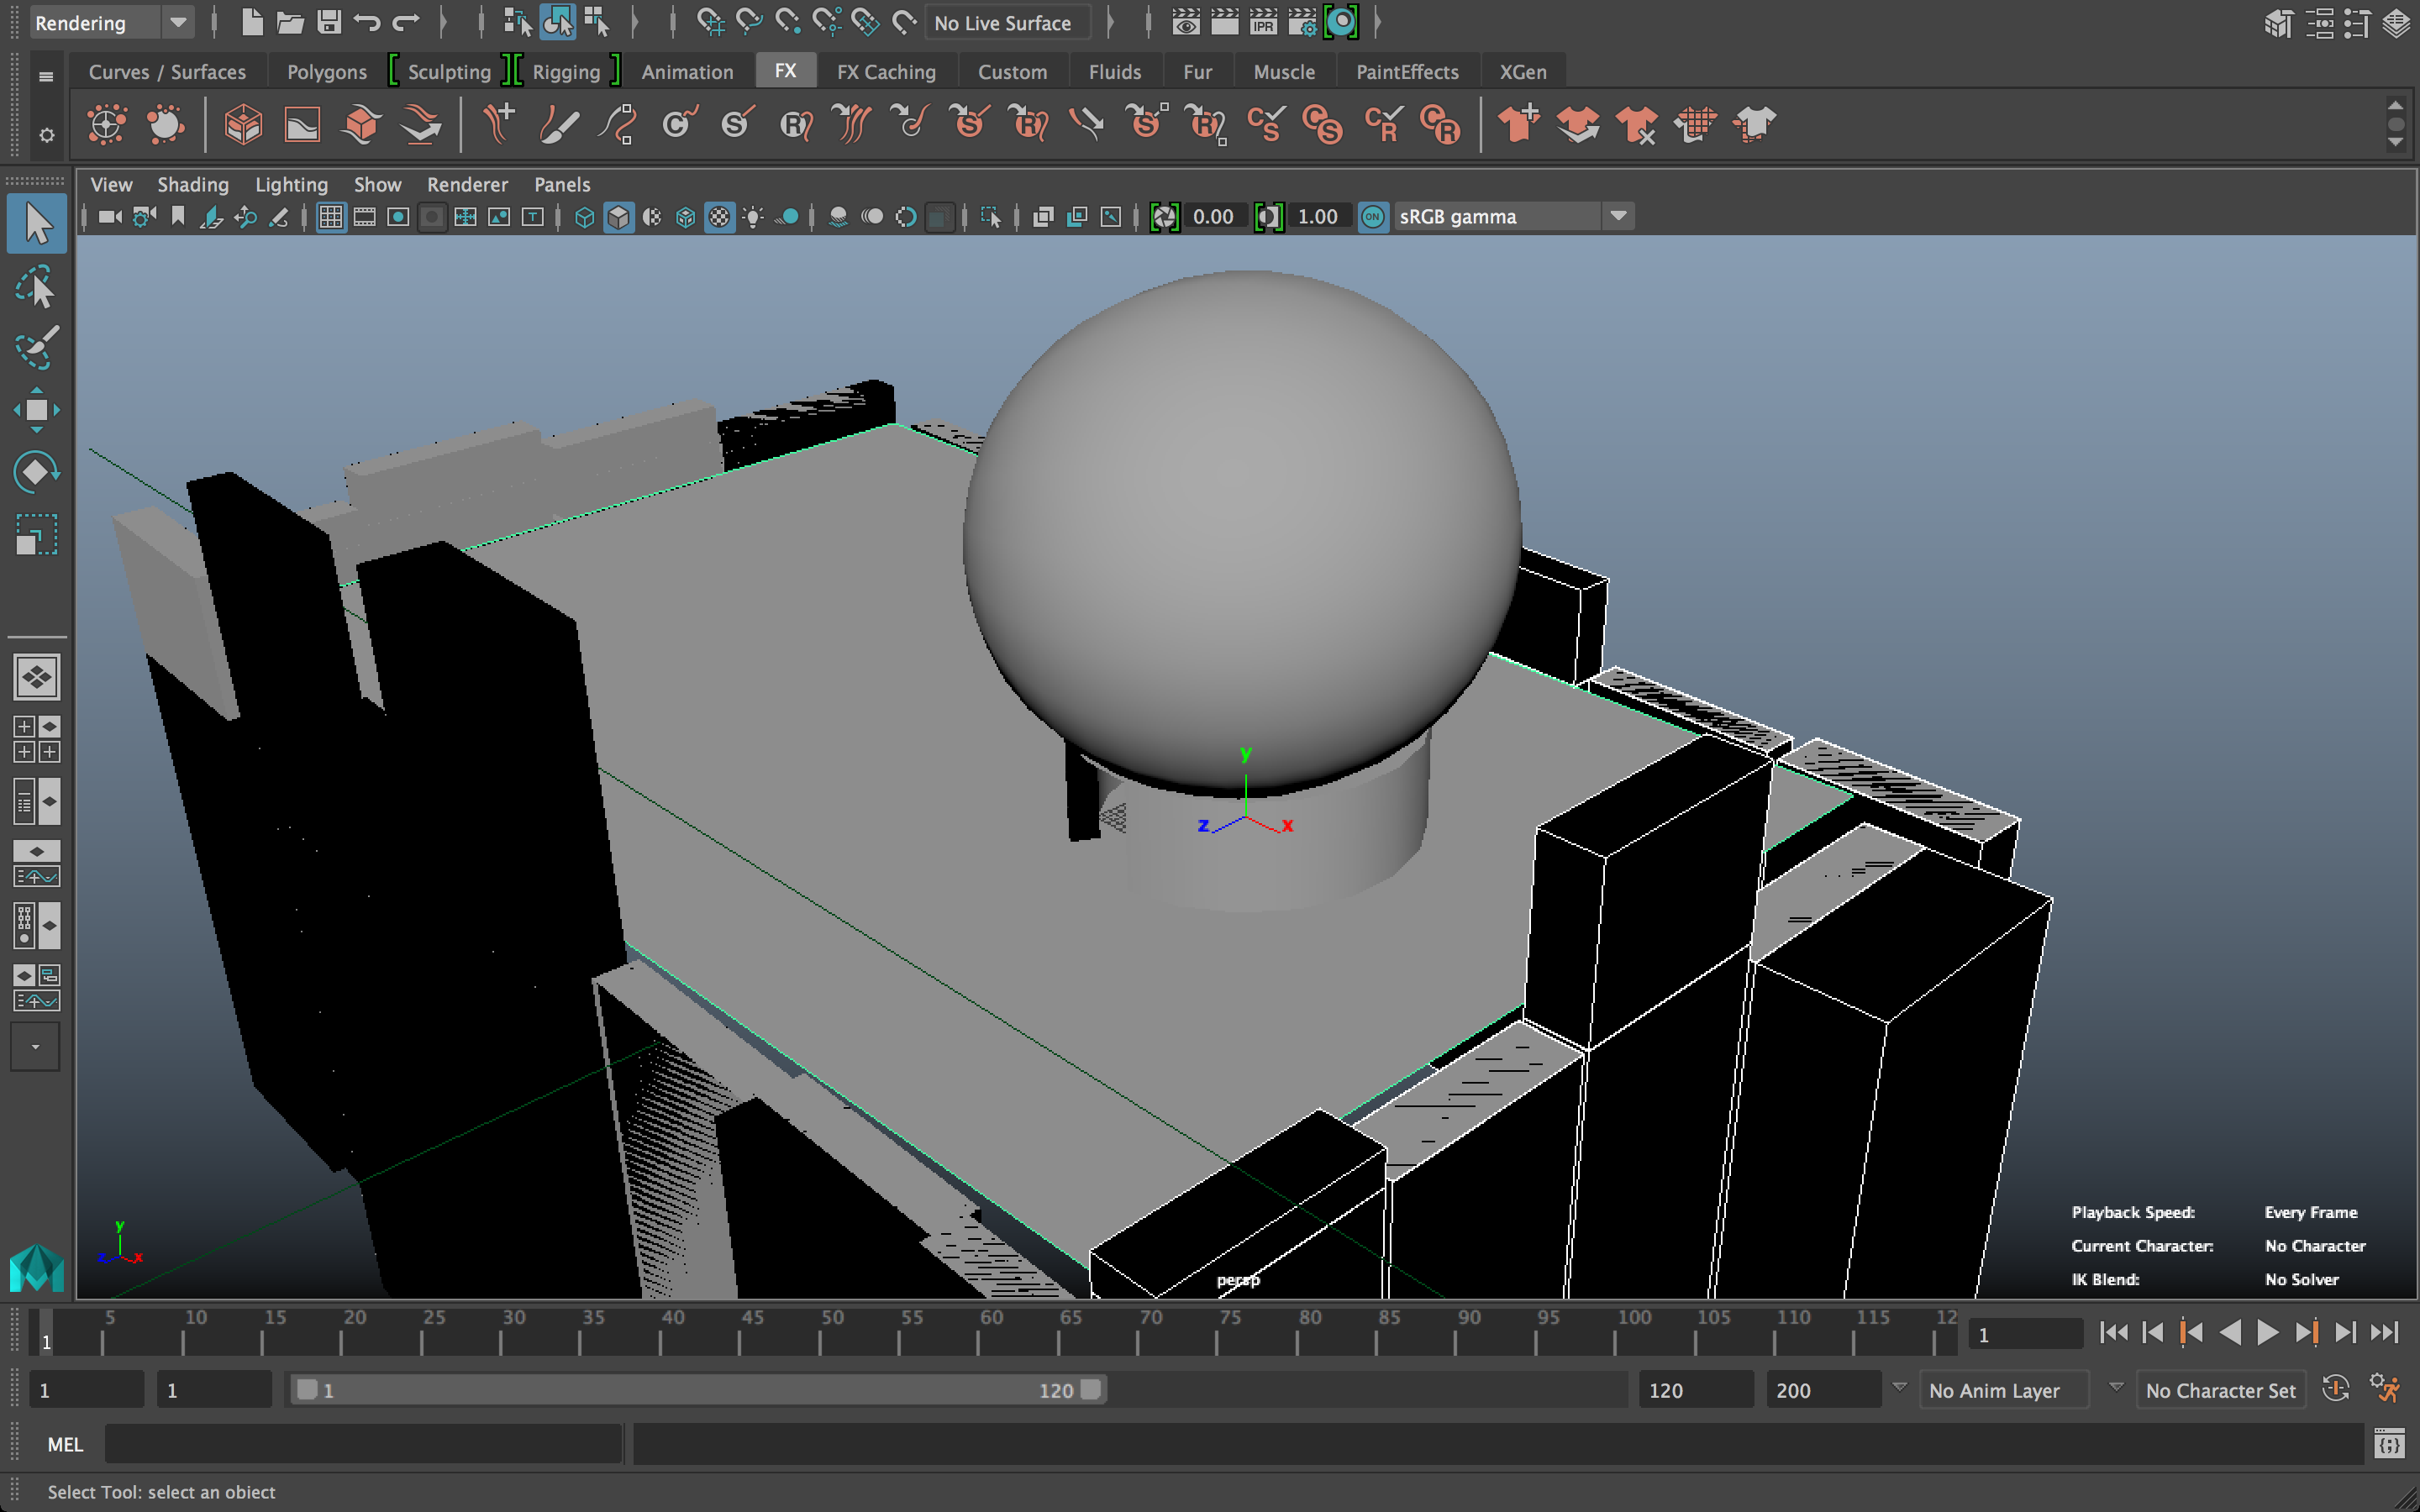 Rendering
No Live Surface
IPR
Curves / Surfaces Polygons Sculpting Rigging Animation FX FX Caching Custom Fluids Fur Muscle PaintEffects XGen
View Shading Lighting Show Renderer Panels
0.00 1.00 ON sRGB gamma
y
z x
Playback Speed: Every Frame
Current Character: No Character
IK Blend: No Solver
y
z x
persp
5 10 15 20 25 30 35 40 45 50 55 60 65 70 75 80 85 90 95 100 105 110 115 12
1 1
1 1 1 120 120 200 No Anim Layer No Character Set
MEL
Select Tool: select an object